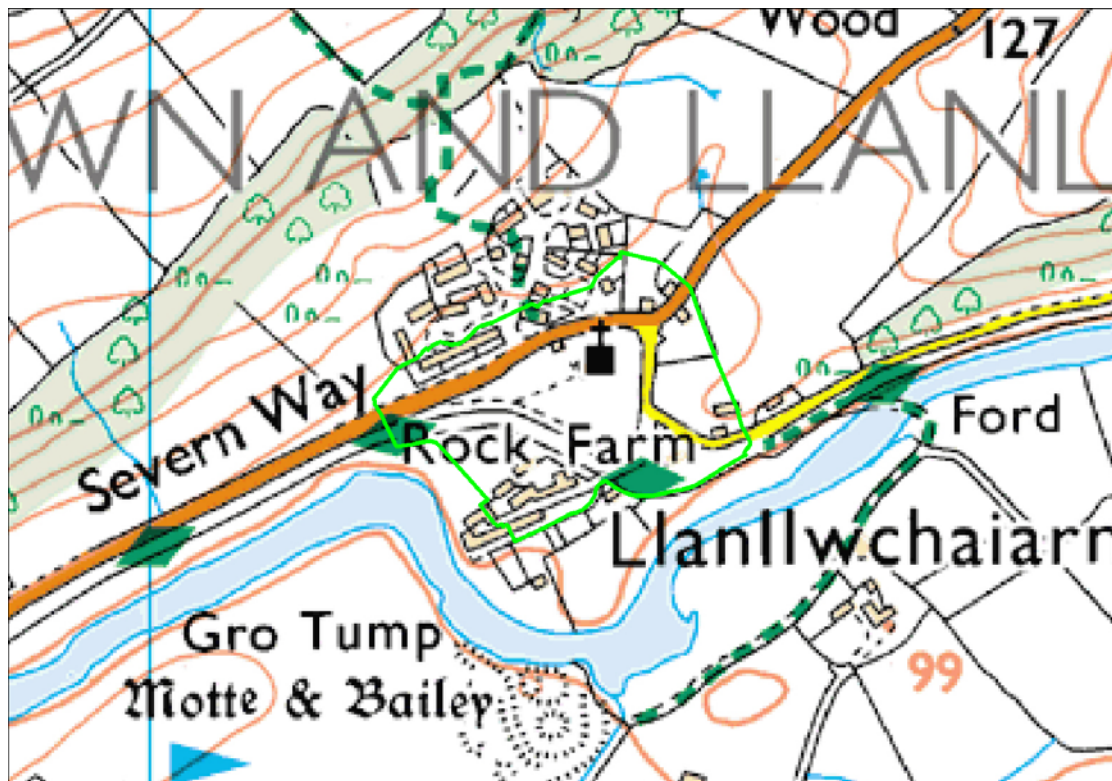 Wood
127
WN AND LLANL
Severn Way
Rock Farm
Ford
Llanllwchaiarn
Gro Tump
Motte & Bailey
99